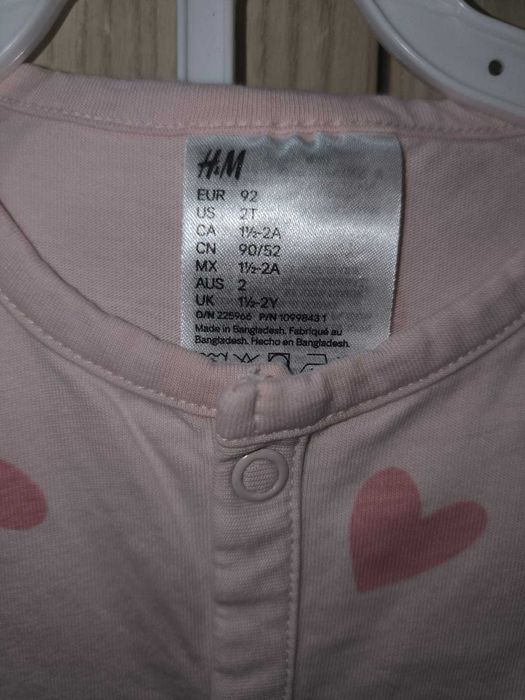 H&M
EUR 92
US 2T
CA 1½-2A
CN 90/52
MX 1½-2A
AUS 2
UK 1½-2Y
O/N 225966 P/N 1099843 1
Made in Bangladesh. Fabriqué au
Bangladesh. Hecho en Bangladesh.